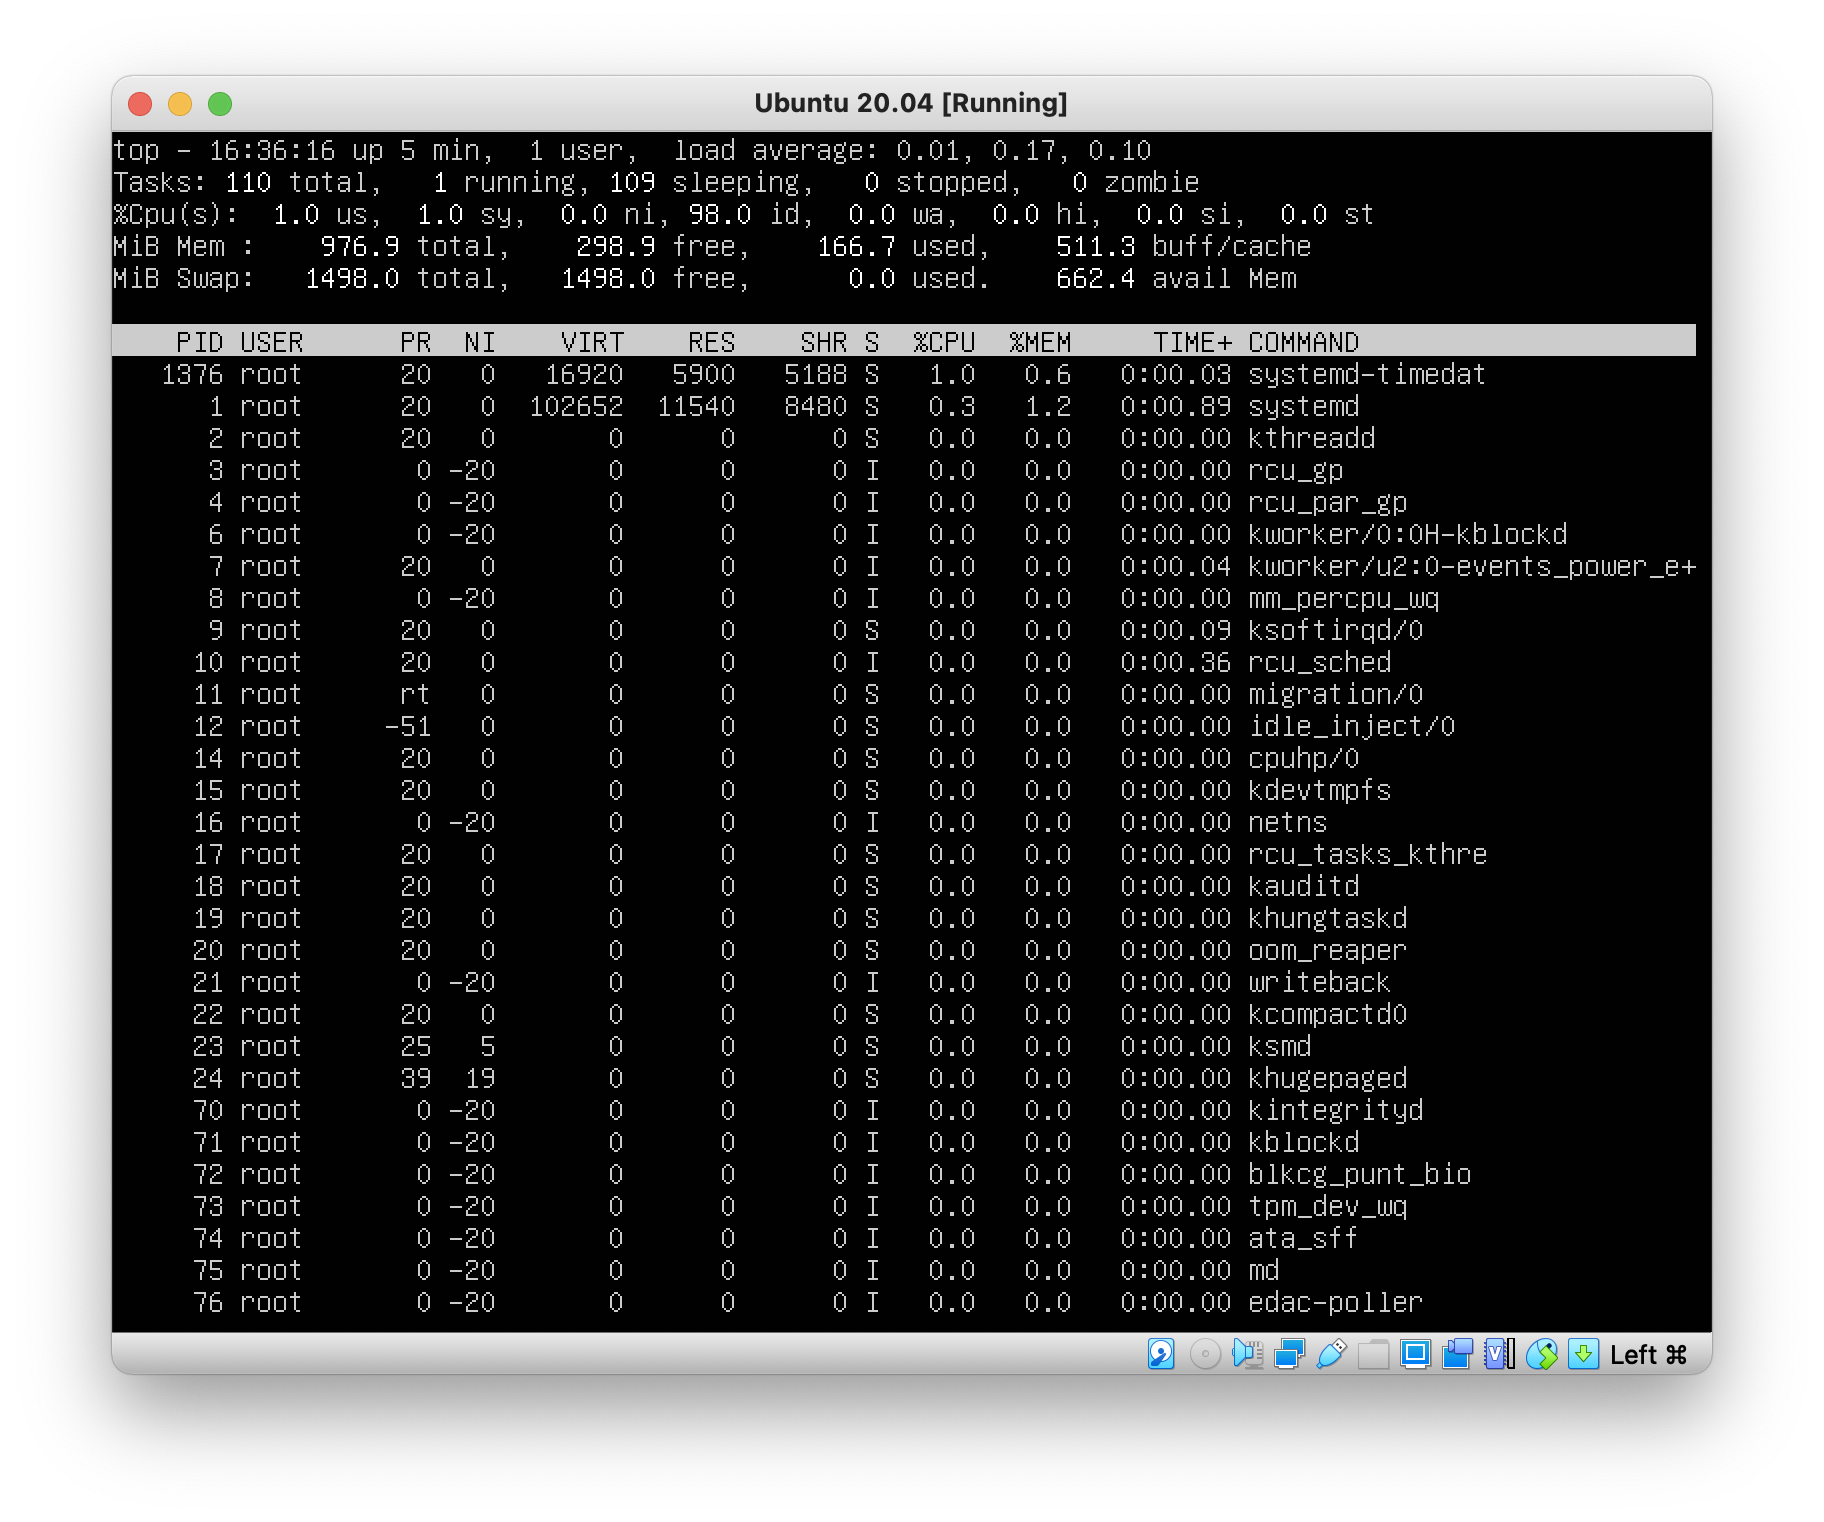 Ubuntu 20.04 [Running]
top - 16:36:16 up 5 min,  1 user,  load average: 0.01, 0.17, 0.10
Tasks: 110 total,   1 running, 109 sleeping,   0 stopped,   0 zombie
%Cpu(s):  1.0 us,  1.0 sy,  0.0 ni, 98.0 id,  0.0 wa,  0.0 hi,  0.0 si,  0.0 st
MiB Mem :    976.9 total,    298.9 free,    166.7 used,    511.3 buff/cache
MiB Swap:   1498.0 total,   1498.0 free,      0.0 used.    662.4 avail Mem
PID USER      PR  NI    VIRT    RES    SHR S  %CPU  %MEM     TIME+ COMMAND
1376 root      20   0   16920   5900   5188 S   1.0   0.6   0:00.03 systemd-timedat
1 root      20   0  102652  11540   8480 S   0.3   1.2   0:00.89 systemd
2 root      20   0       0      0      0 S   0.0   0.0   0:00.00 kthreadd
3 root       0 -20       0      0      0 I   0.0   0.0   0:00.00 rcu_gp
4 root       0 -20       0      0      0 I   0.0   0.0   0:00.00 rcu_par_gp
6 root       0 -20       0      0      0 I   0.0   0.0   0:00.00 kworker/0:0H-kblockd
7 root      20   0       0      0      0 I   0.0   0.0   0:00.04 kworker/u2:0-events_power_e+
8 root       0 -20       0      0      0 I   0.0   0.0   0:00.00 mm_percpu_wq
9 root      20   0       0      0      0 S   0.0   0.0   0:00.09 ksoftirqd/0
10 root      20   0       0      0      0 I   0.0   0.0   0:00.36 rcu_sched
11 root      rt   0       0      0      0 S   0.0   0.0   0:00.00 migration/0
12 root     -51   0       0      0      0 S   0.0   0.0   0:00.00 idle_inject/0
14 root      20   0       0      0      0 S   0.0   0.0   0:00.00 cpuhp/0
15 root      20   0       0      0      0 S   0.0   0.0   0:00.00 kdevtmpfs
16 root       0 -20       0      0      0 I   0.0   0.0   0:00.00 netns
17 root      20   0       0      0      0 S   0.0   0.0   0:00.00 rcu_tasks_kthre
18 root      20   0       0      0      0 S   0.0   0.0   0:00.00 kauditd
19 root      20   0       0      0      0 S   0.0   0.0   0:00.00 khungtaskd
20 root      20   0       0      0      0 S   0.0   0.0   0:00.00 oom_reaper
21 root       0 -20       0      0      0 I   0.0   0.0   0:00.00 writeback
22 root      20   0       0      0      0 S   0.0   0.0   0:00.00 kcompactd0
23 root      25   5       0      0      0 S   0.0   0.0   0:00.00 ksmd
24 root      39  19       0      0      0 S   0.0   0.0   0:00.00 khugepaged
70 root       0 -20       0      0      0 I   0.0   0.0   0:00.00 kintegrityd
71 root       0 -20       0      0      0 I   0.0   0.0   0:00.00 kblockd
72 root       0 -20       0      0      0 I   0.0   0.0   0:00.00 blkcg_punt_bio
73 root       0 -20       0      0      0 I   0.0   0.0   0:00.00 tpm_dev_wq
74 root       0 -20       0      0      0 I   0.0   0.0   0:00.00 ata_sff
75 root       0 -20       0      0      0 I   0.0   0.0   0:00.00 md
76 root       0 -20       0      0      0 I   0.0   0.0   0:00.00 edac-poller
Left ⌘